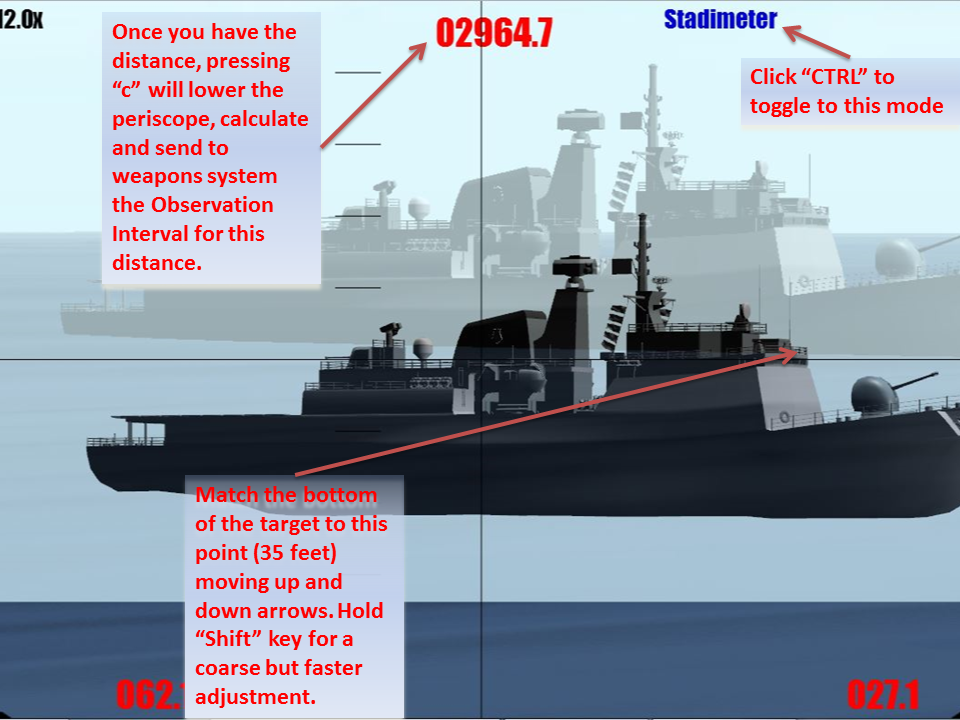 12.0x
02964.7
Stadimeter
Once you have the
distance, pressing
“c” will lower the
periscope, calculate
and send to
weapons system
the Observation
Interval for this
distance.
Click “CTRL” to
toggle to this mode
Match the bottom
of the target to this
point (35 feet)
moving up and
down arrows. Hold
“Shift” key for a
coarse but faster
adjustment.
027.1